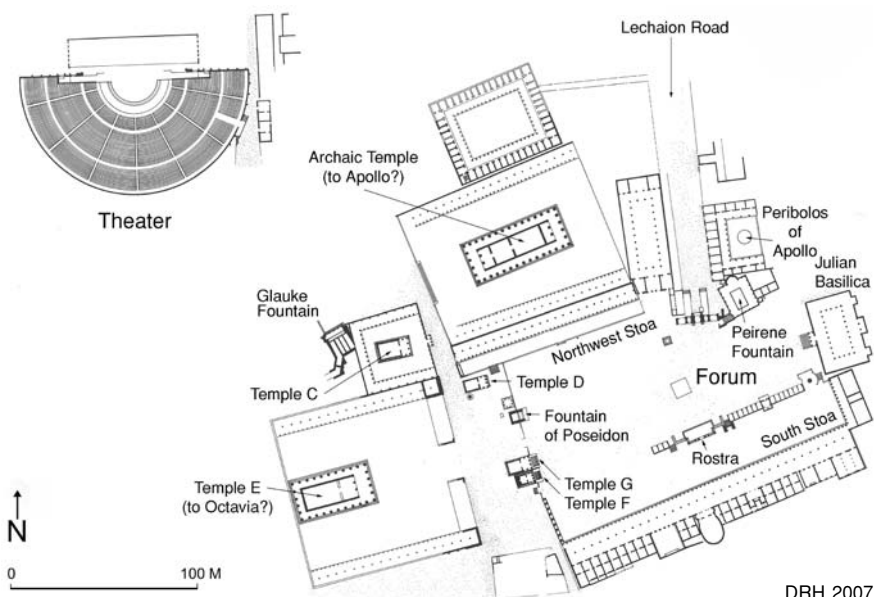 Lechaion Road
Archaic Temple
(to Apollo?)
Theater
Peribolos
of
Apollo
Julian
Basilica
Glauke
Fountain
Northwest Stoa
Peirene
Fountain
Temple C
Temple D
Forum
Fountain
of Poseidon
South Stoa
Rostra
Temple E
(to Octavia?)
Temple G
Temple F
N
0
100 M
DRH 2007